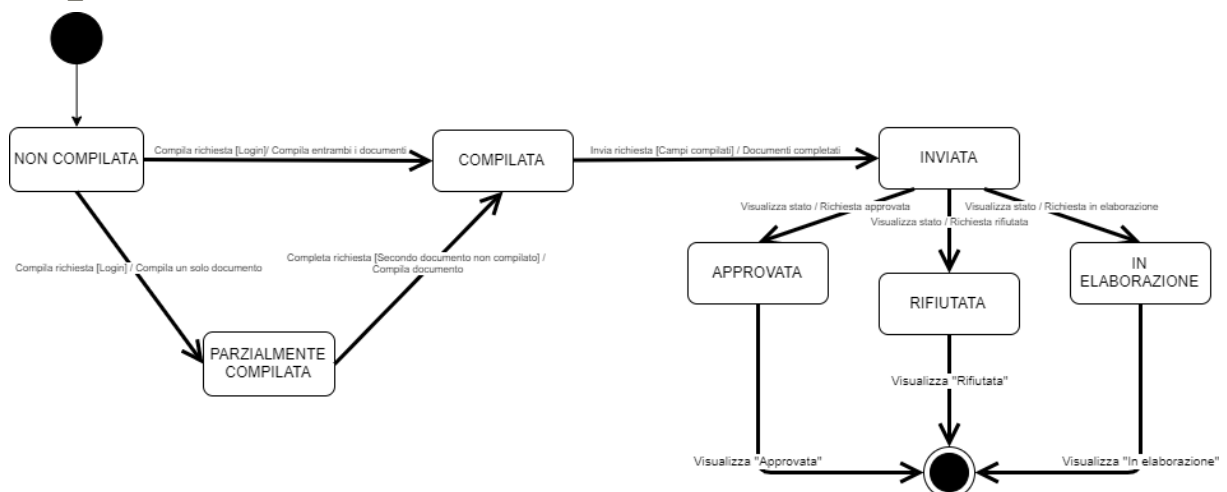 NON COMPILATA
Compila richiesta [Login]/ Compila entrambi i documenti
COMPILATA
Invia richiesta [Campi compilati] / Documenti completati
INVIATA
Visualizza stato / Richiesta approvata
Visualizza stato / Richiesta in elaborazione
Visualizza stato / Richiesta rifiutata
Compila richiesta [Login] / Compila un solo documento
Completa richiesta [Secondo documento non compilato] /
Compila documento
APPROVATA
RIFIUTATA
IN
ELABORAZIONE
PARZIALMENTE
COMPILATA
Visualizza "Rifiutata"
Visualizza "Approvata"
Visualizza "In elaborazione"